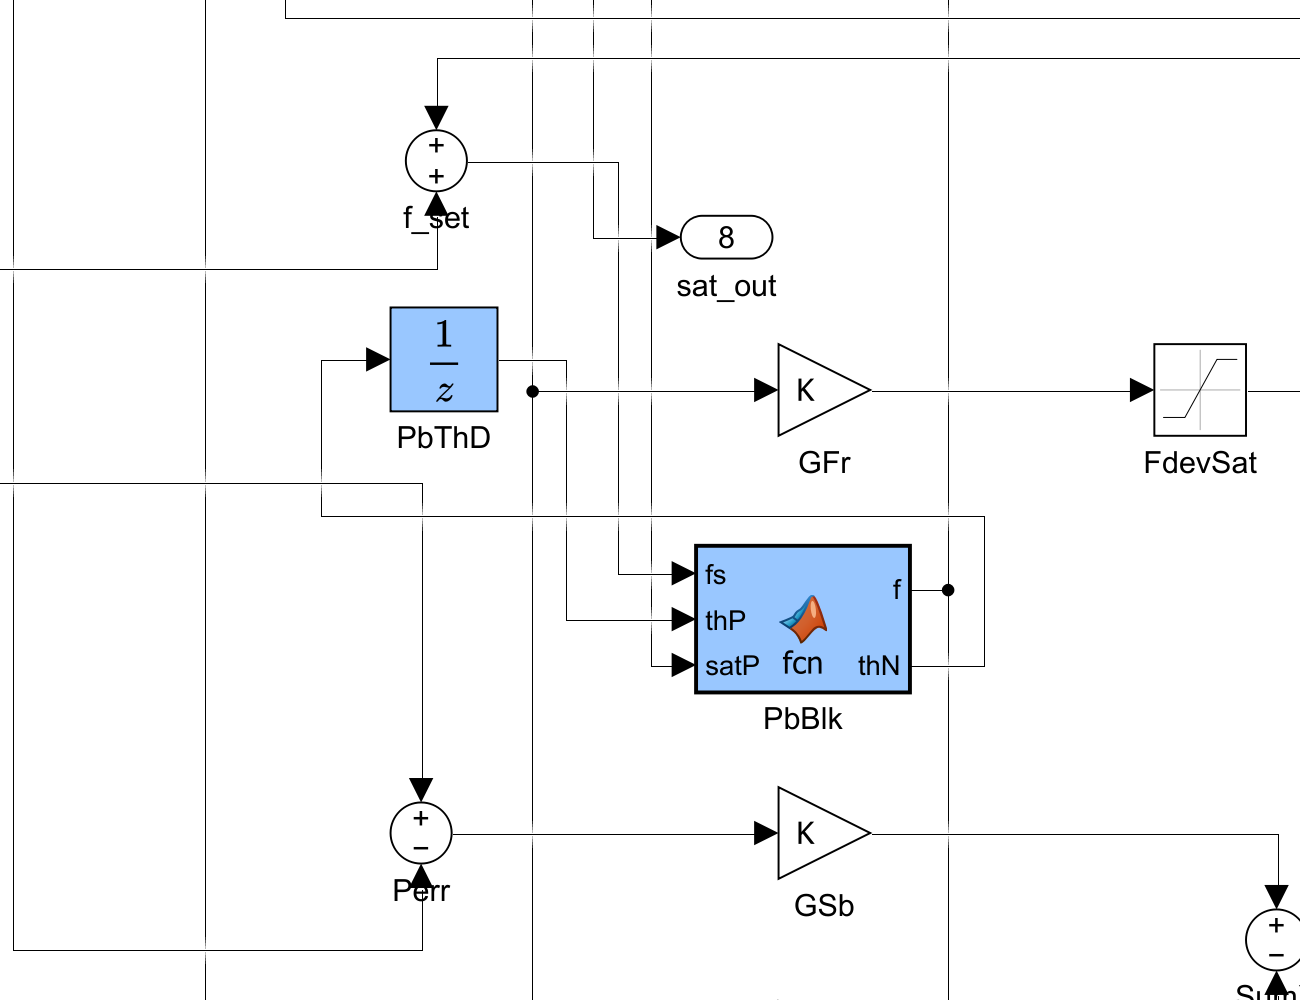 +
+
f_set
8
sat_out
1
z
PbThD
K
GFr
FdevSat
fs
thP
satP
fcn
f
thN
PbBlk
+
−
Perr
K
GSb
+
−